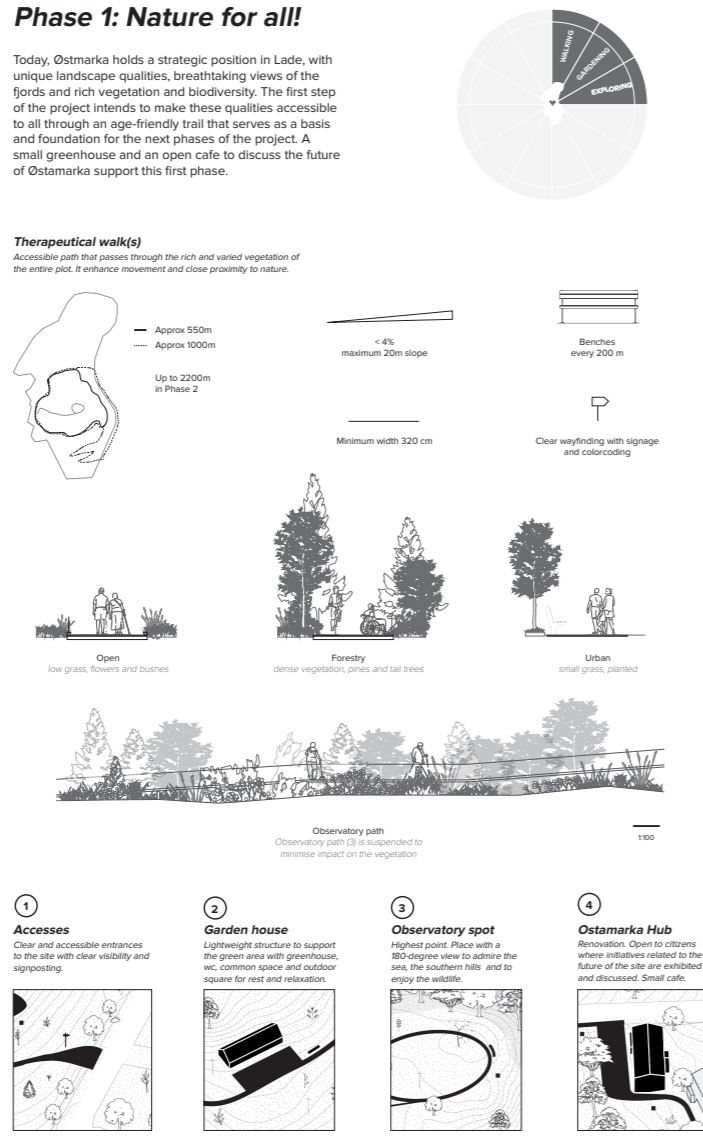 Phase 1: Nature for all!
Today, Østmarka holds a strategic position in Lade, with
unique landscape qualities, breathtaking views of the
fjords and rich vegetation and biodiversity. The first step
of the project intends to make these qualities accessible
to all through an age-friendly trail that serves as a basis
and foundation for the next phases of the project. A
small greenhouse and an open cafe to discuss the future
of Østamarka support this first phase.
WALKING
GARDENING
EXPLORING
Therapeutical walk(s)
Accessible path that passes through the rich and varied vegetation of
the entire plot. It enhance movement and close proximity to nature.
Approx 550m
Approx 1000m
Up to 2200m
in Phase 2
< 4%
maximum 20m slope
Benches
every 200 m
Minimum width 320 cm
Clear wayfinding with signage
and colorcoding
Open
low grass, flowers and bushes
Forestry
dense vegetation, pines and tall trees
Urban
small grass, planted
Observatory path
Observatory path (3) is suspended to
minimise impact on the vegetation
1:100
1
Accesses
Clear and accessible entrances
to the site with clear visibility and
signposting.
2
Garden house
Lightweight structure to support
the green area with greenhouse,
wc, common space and outdoor
square for rest and relaxation.
3
Observatory spot
Highest point. Place with a
180-degree view to admire the
sea, the southern hills and to
enjoy the wildlife.
4
Ostamarka Hub
Renovation. Open to citizens
where initiatives related to the
future of the site are exhibited
and discussed. Small cafe.